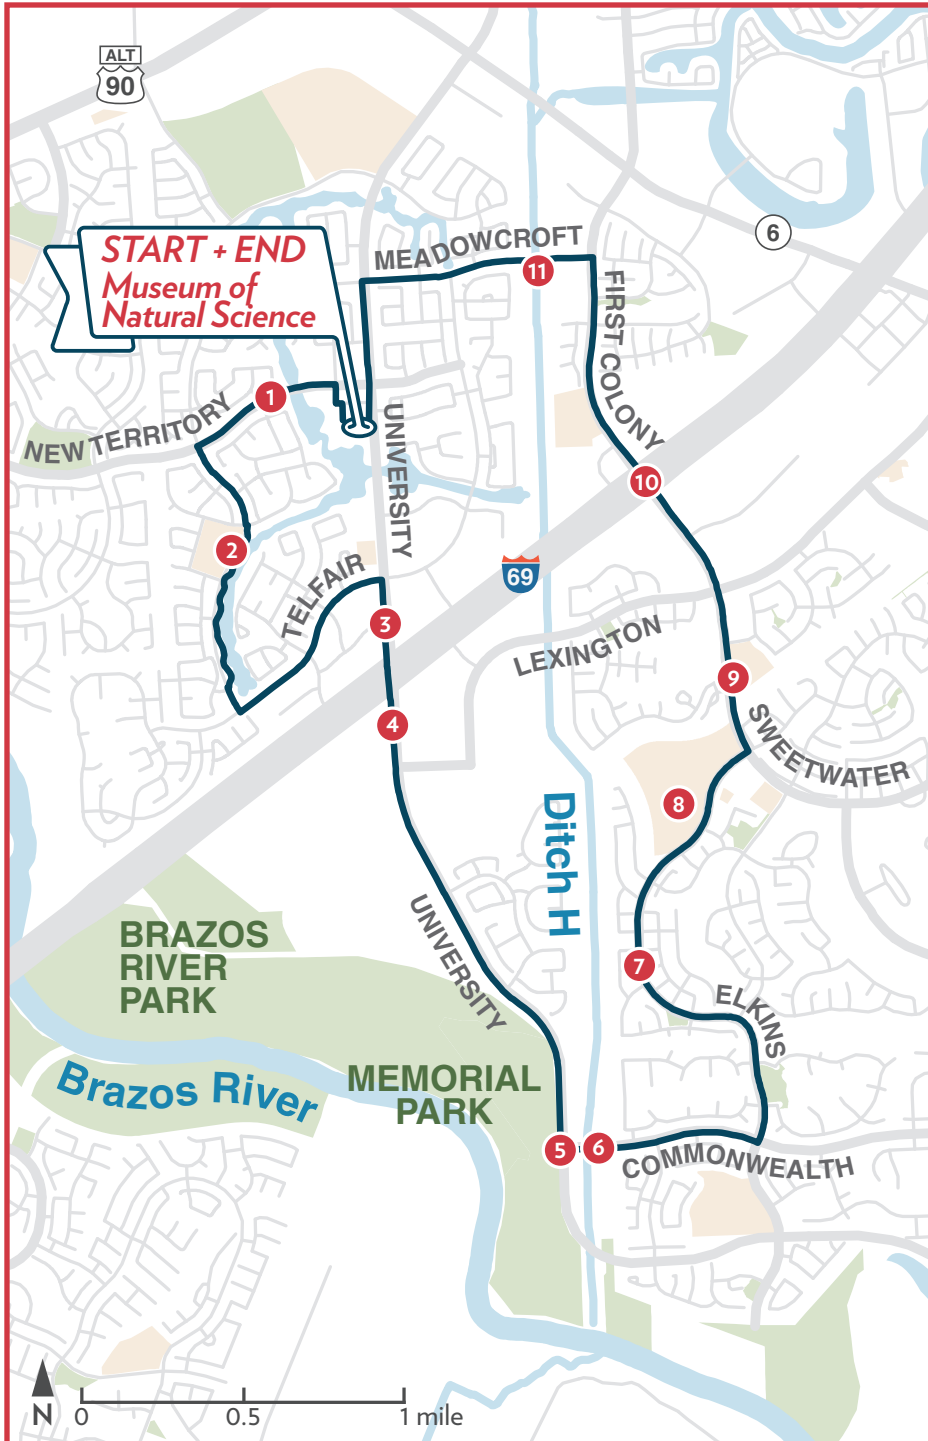 ALT
90
6
START + END
Museum of
Natural Science
MEADOWCROFT
11
FIRST COLONY
1
NEW TERRITORY
UNIVERSITY
10
2
TELFAIR
69
3
LEXINGTON
9
4
SWEETWATER
8
Ditch H
UNIVERSITY
BRAZOS
RIVER
PARK
7
ELKINS
Brazos River
MEMORIAL
PARK
5
6
COMMONWEALTH
N
0
0.5
1 mile